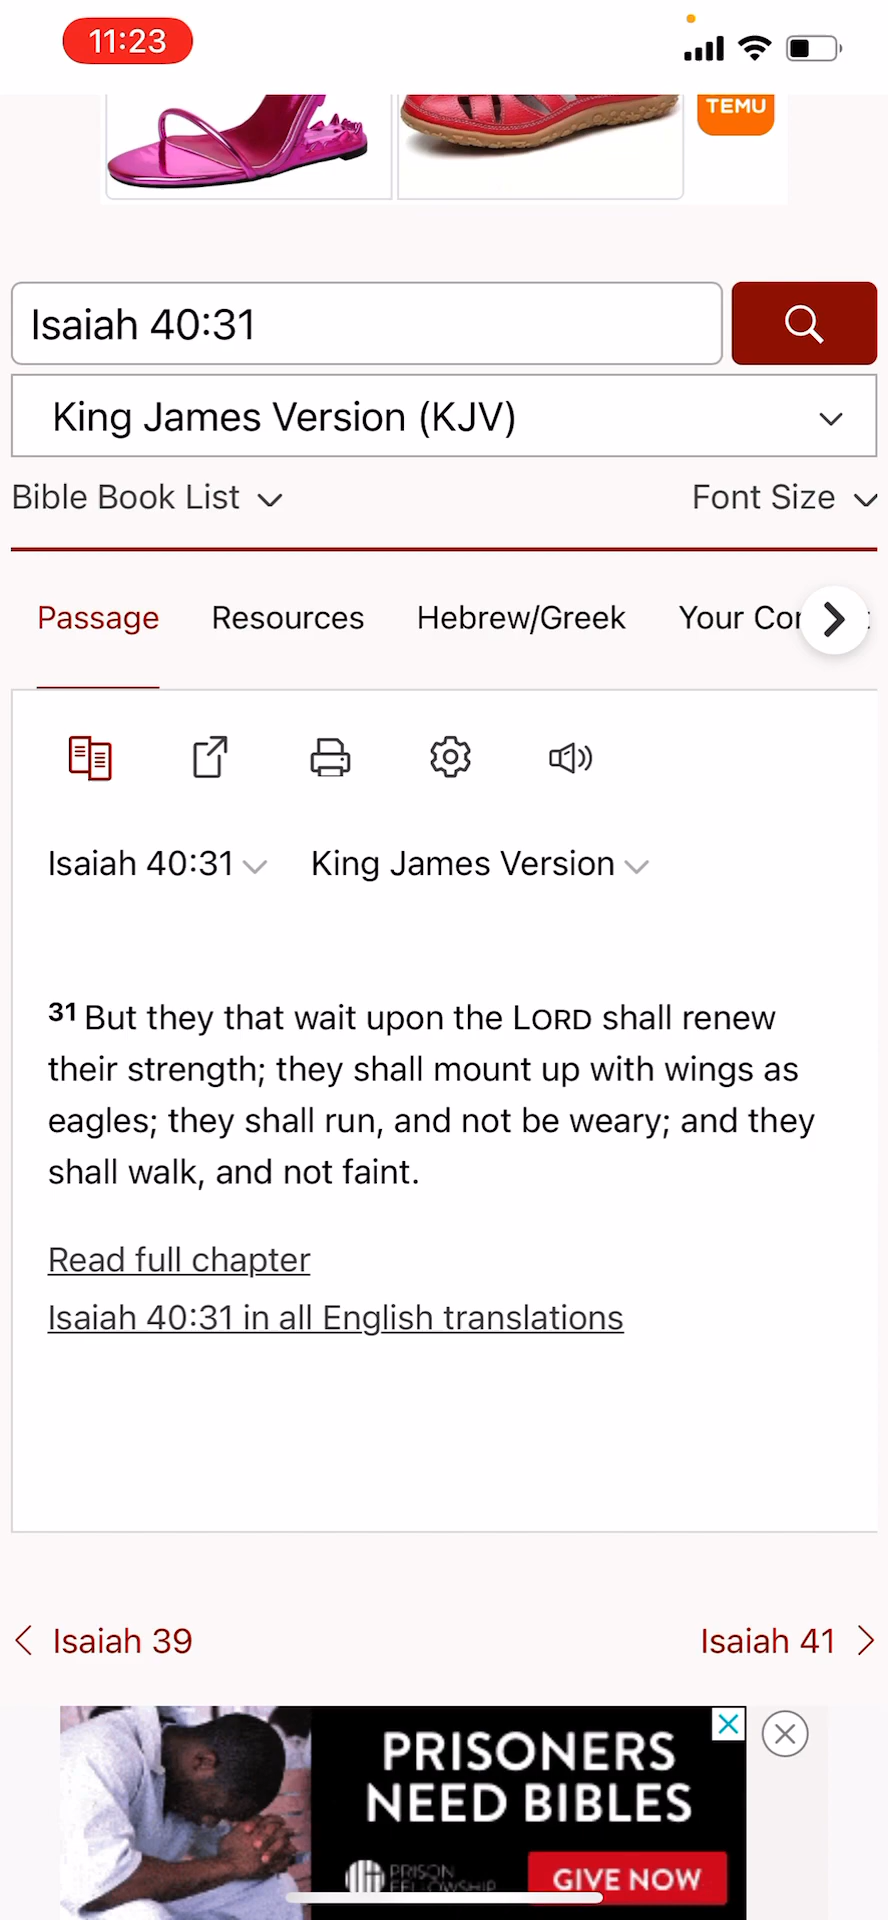 11:23
TEMU
Isaiah 40:31
King James Version (KJV)
Bible Book List
Font Size
Passage
Resources
Hebrew/Greek
Your Con
Isaiah 40:31
King James Version
31 But they that wait upon the LORD shall renew
their strength; they shall mount up with wings as
eagles; they shall run, and not be weary; and they
shall walk, and not faint.
Read full chapter
Isaiah 40:31 in all English translations
Isaiah 39
Isaiah 41
PRISONERS
NEED BIBLES
PRISON
FELLOWSHIP
GIVE NOW